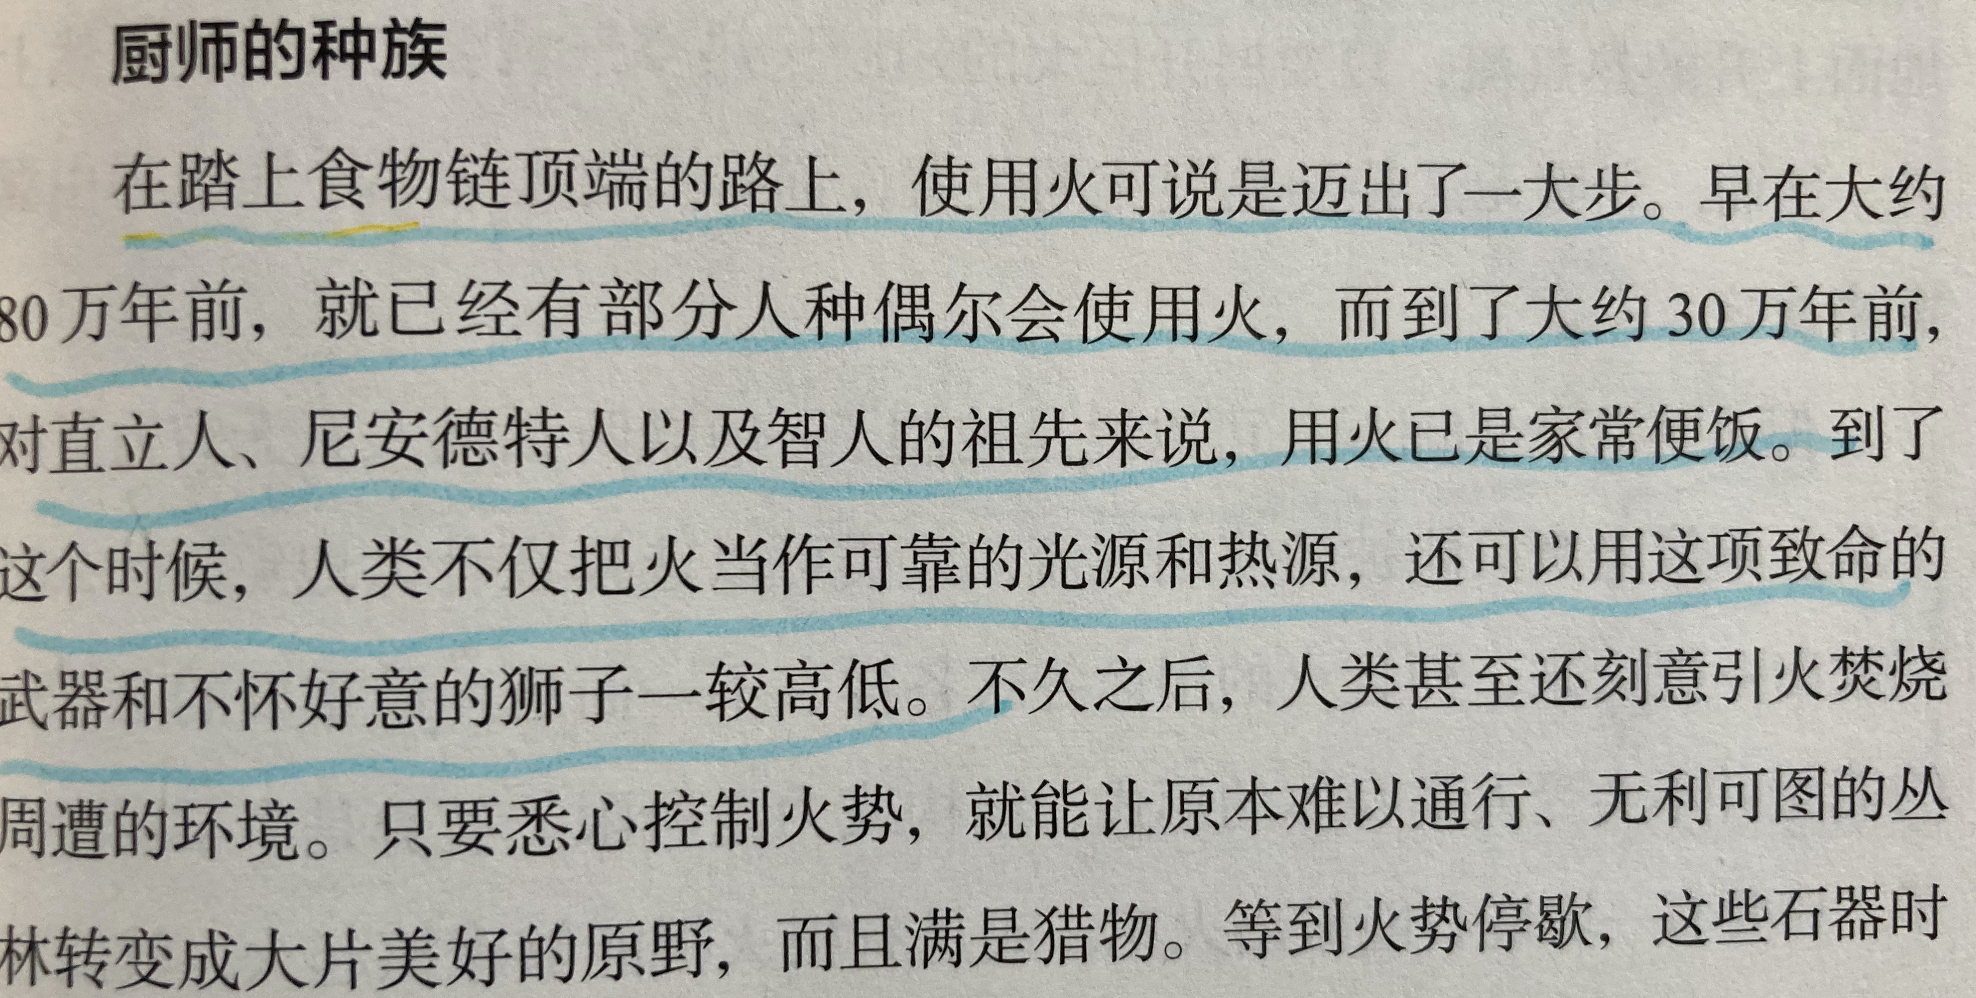 厨师的种族
在踏上食物链顶端的路上，使用火可说是迈出了一大步。早在大约
80万年前，就已经有部分人种偶尔会使用火，而到了大约30万年前，
对直立人、尼安德特人以及智人的祖先来说，用火已是家常便饭。到了
这个时候，人类不仅把火当作可靠的光源和热源，还可以用这项致命的
武器和不怀好意的狮子一较高低。不久之后，人类甚至还刻意引火焚烧
周遭的环境。只要悉心控制火势，就能让原本难以通行、无利可图的丛
林转变成大片美好的原野，而且满是猎物。等到火势停歇，这些石器时